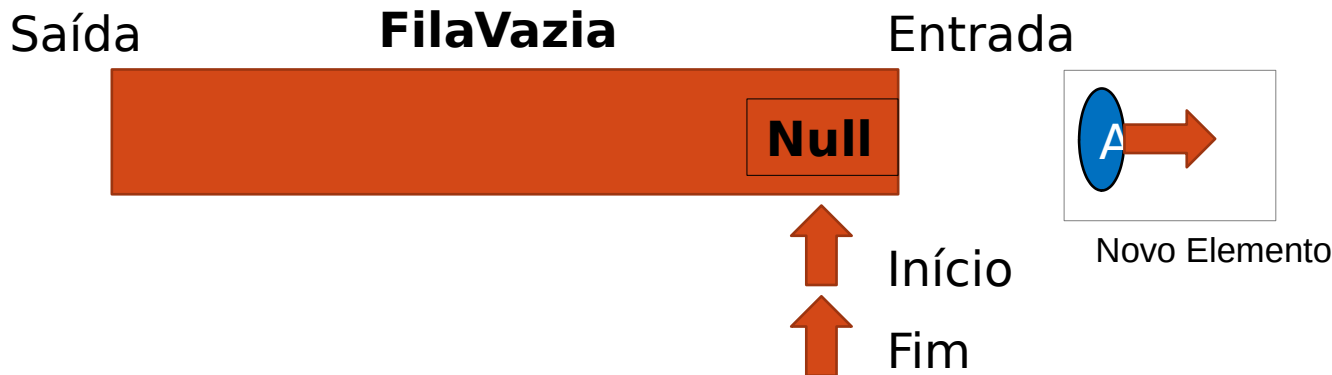 Saída
FilaVazia
Entrada
Null
A
Novo Elemento
Início
Fim